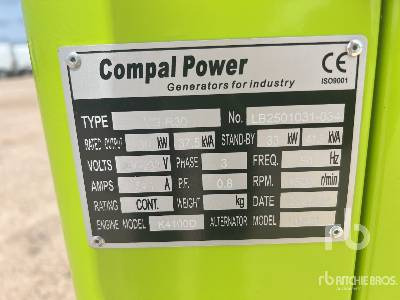 Compal Power
Generators for industry
CE
ISO9001
TYPE No. LB2501031-034
RATED OUTPUT KW KVA STAND-BY KW KVA
VOLTS PHASE 3 FREQ. Hz
AMPS P.F. 0.8 RPM. r/min
RATING CONT. WEIGHT kg DATE
ENGINE MODEL K4100D ALTERNATOR MODEL
rb
RITCHIE BROS.